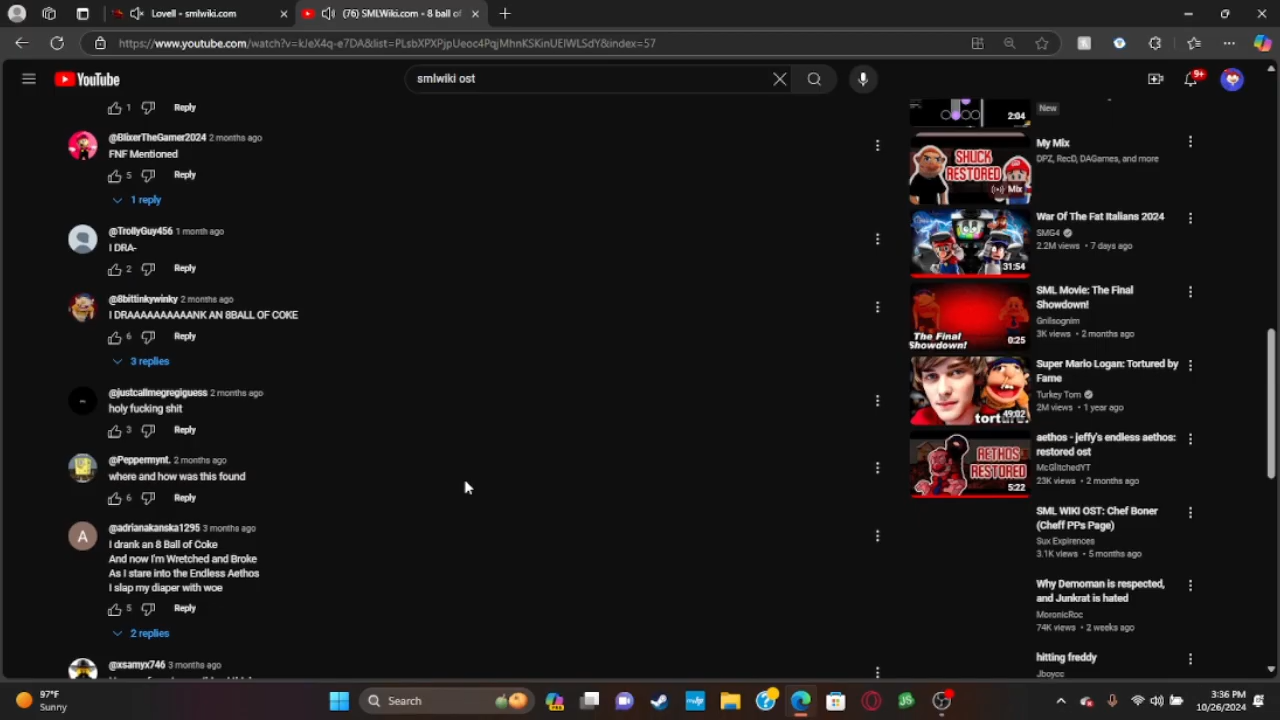 Lovell - smlwiki.com
(76) SMLWiki.com - 8 ball of
https://www.youtube.com/watch?v=kJeX4q-e7DA&list=PLsbXPXPjpUeoc4PqjMhnKSKinUEIWLSdY&index=57
YouTube
smlwiki ost
9+
1 Reply
@BlixerTheGamer2024 2 months ago
FNF Mentioned
5 Reply
1 reply
@TrollyGuy456 1 month ago
I DRA-
2 Reply
@8bittinkywinky 2 months ago
I DRAAAAAAAAAANK AN 8BALL OF COKE
6 Reply
3 replies
@justcallmegregiguess 2 months ago
holy fucking shit
3 Reply
@Peppermynt. 2 months ago
where and how was this found
6 Reply
A
@adrianakanska1295 3 months ago
I drank an 8 Ball of Coke
And now I'm Wretched and Broke
As I stare into the Endless Aethos
I slap my diaper with woe
5 Reply
2 replies
@xsamyx746 3 months ago
2:04
New
SHUCK
RESTORED
Mix
My Mix
DPZ, RecD, DAGames, and more
31:54
War Of The Fat Italians 2024
SMG4
2.2M views • 7 days ago
The Final
Showdown!
0:25
SML Movie: The Final
Showdown!
Gnilsognim
3K views • 2 months ago
torture.
49:02
Super Mario Logan: Tortured by
Fame
Turkey Tom
2M views • 1 year ago
AETHOS
RESTORED
5:22
aethos - jeffy's endless aethos:
restored ost
McGlitchedYT
23K views • 2 months ago
SML WIKI OST: Chef Boner
(Cheff PPs Page)
Sux Expirences
3.1K views • 5 months ago
Why Demoman is respected,
and Junkrat is hated
MoronicRoc
74K views • 2 weeks ago
hitting freddy
Jboycc
97°F
Sunny
Search
3:36 PM
10/26/2024